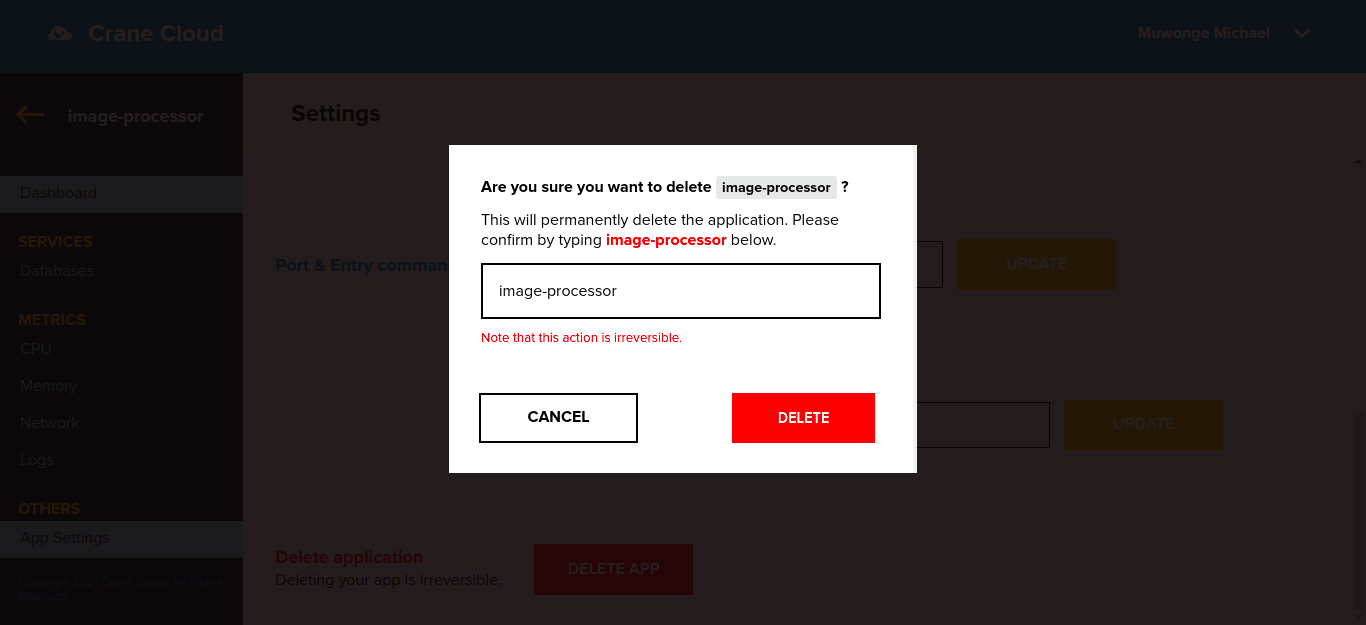 Crane Cloud
Muwonge Michael
image-processor
Settings
Dashboard
SERVICES
Databases
METRICS
CPU
Memory
Network
Logs
OTHERS
App Settings
Copyright 2021 Crane Cloud. All Rights
Reserved.
Are you sure you want to delete image-processor ?
This will permanently delete the application. Please
confirm by typing image-processor below.
image-processor
Note that this action is irreversible.
CANCEL
DELETE
Port & Entry comman
UPDATE
UPDATE
Delete application
Deleting your app is irreversible.
DELETE APP